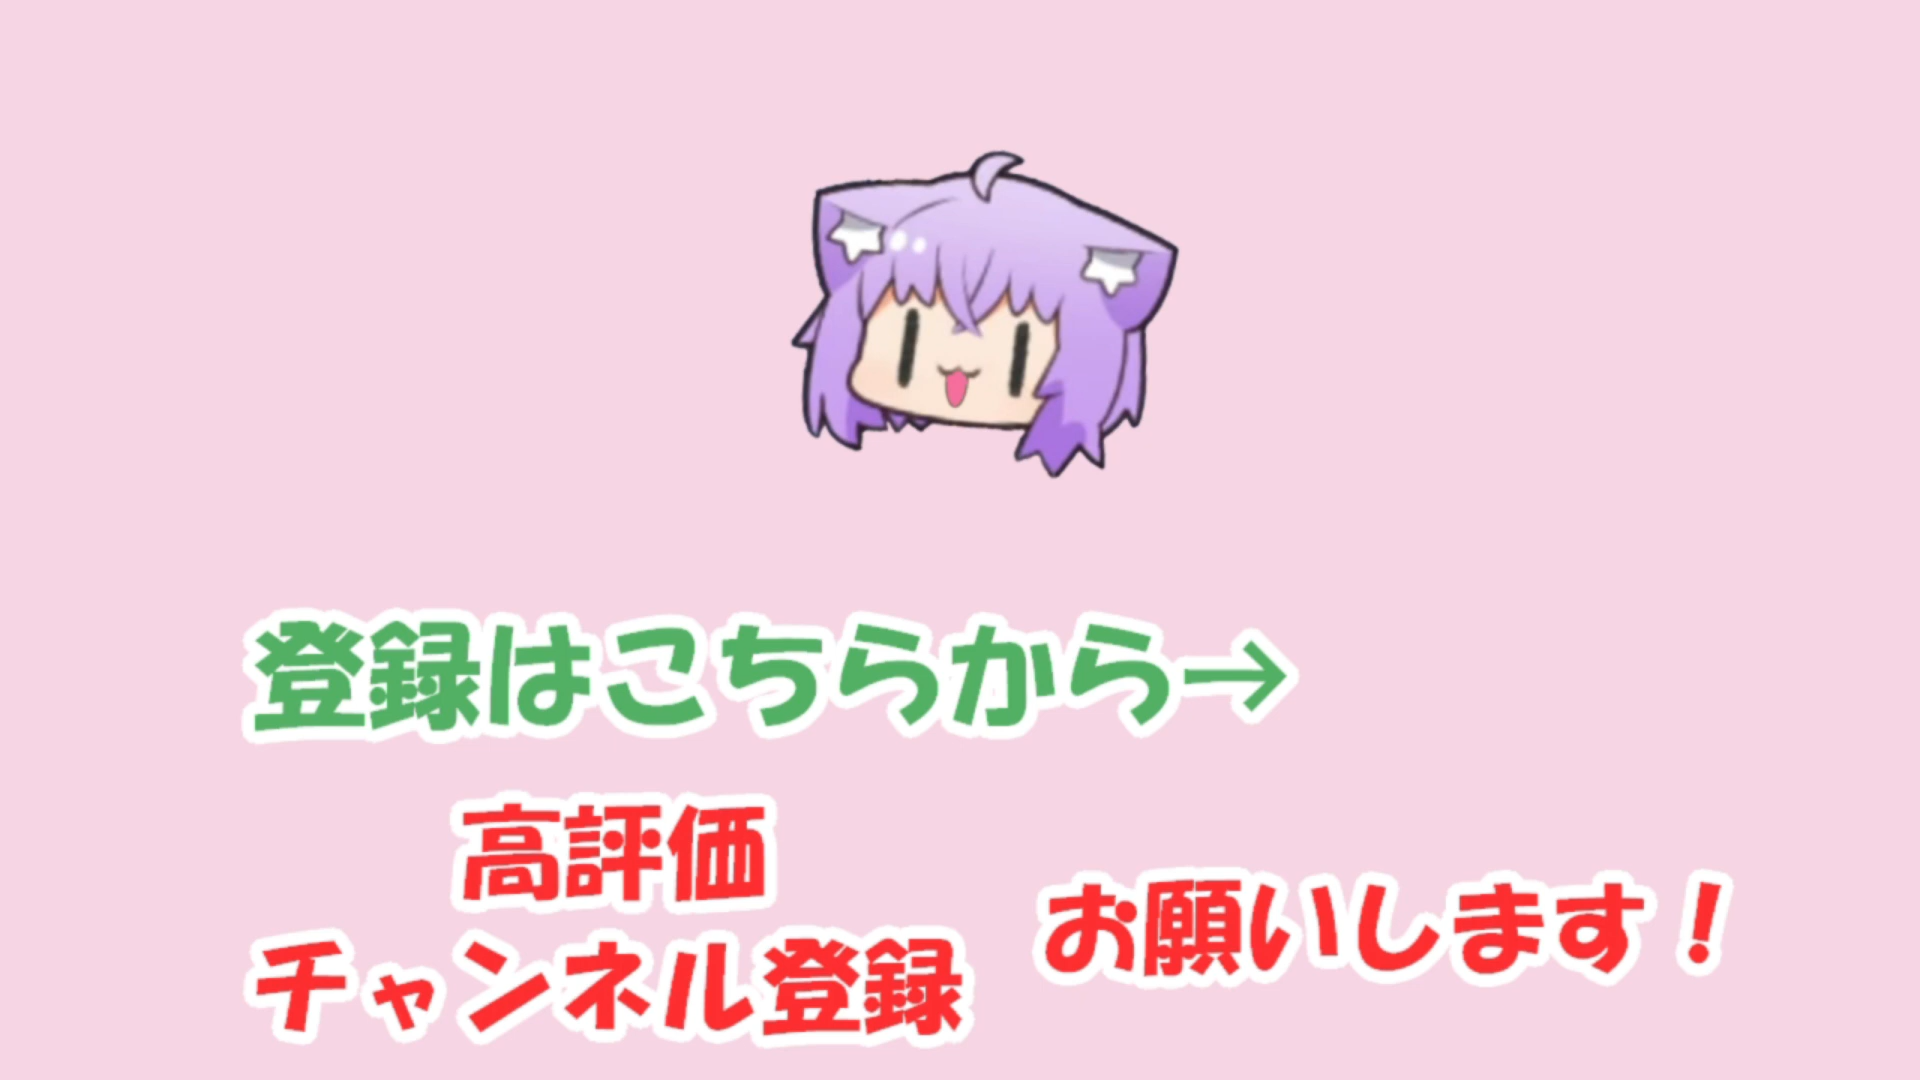 登録はこちらから→
高評価
チャンネル登録
お願いします！